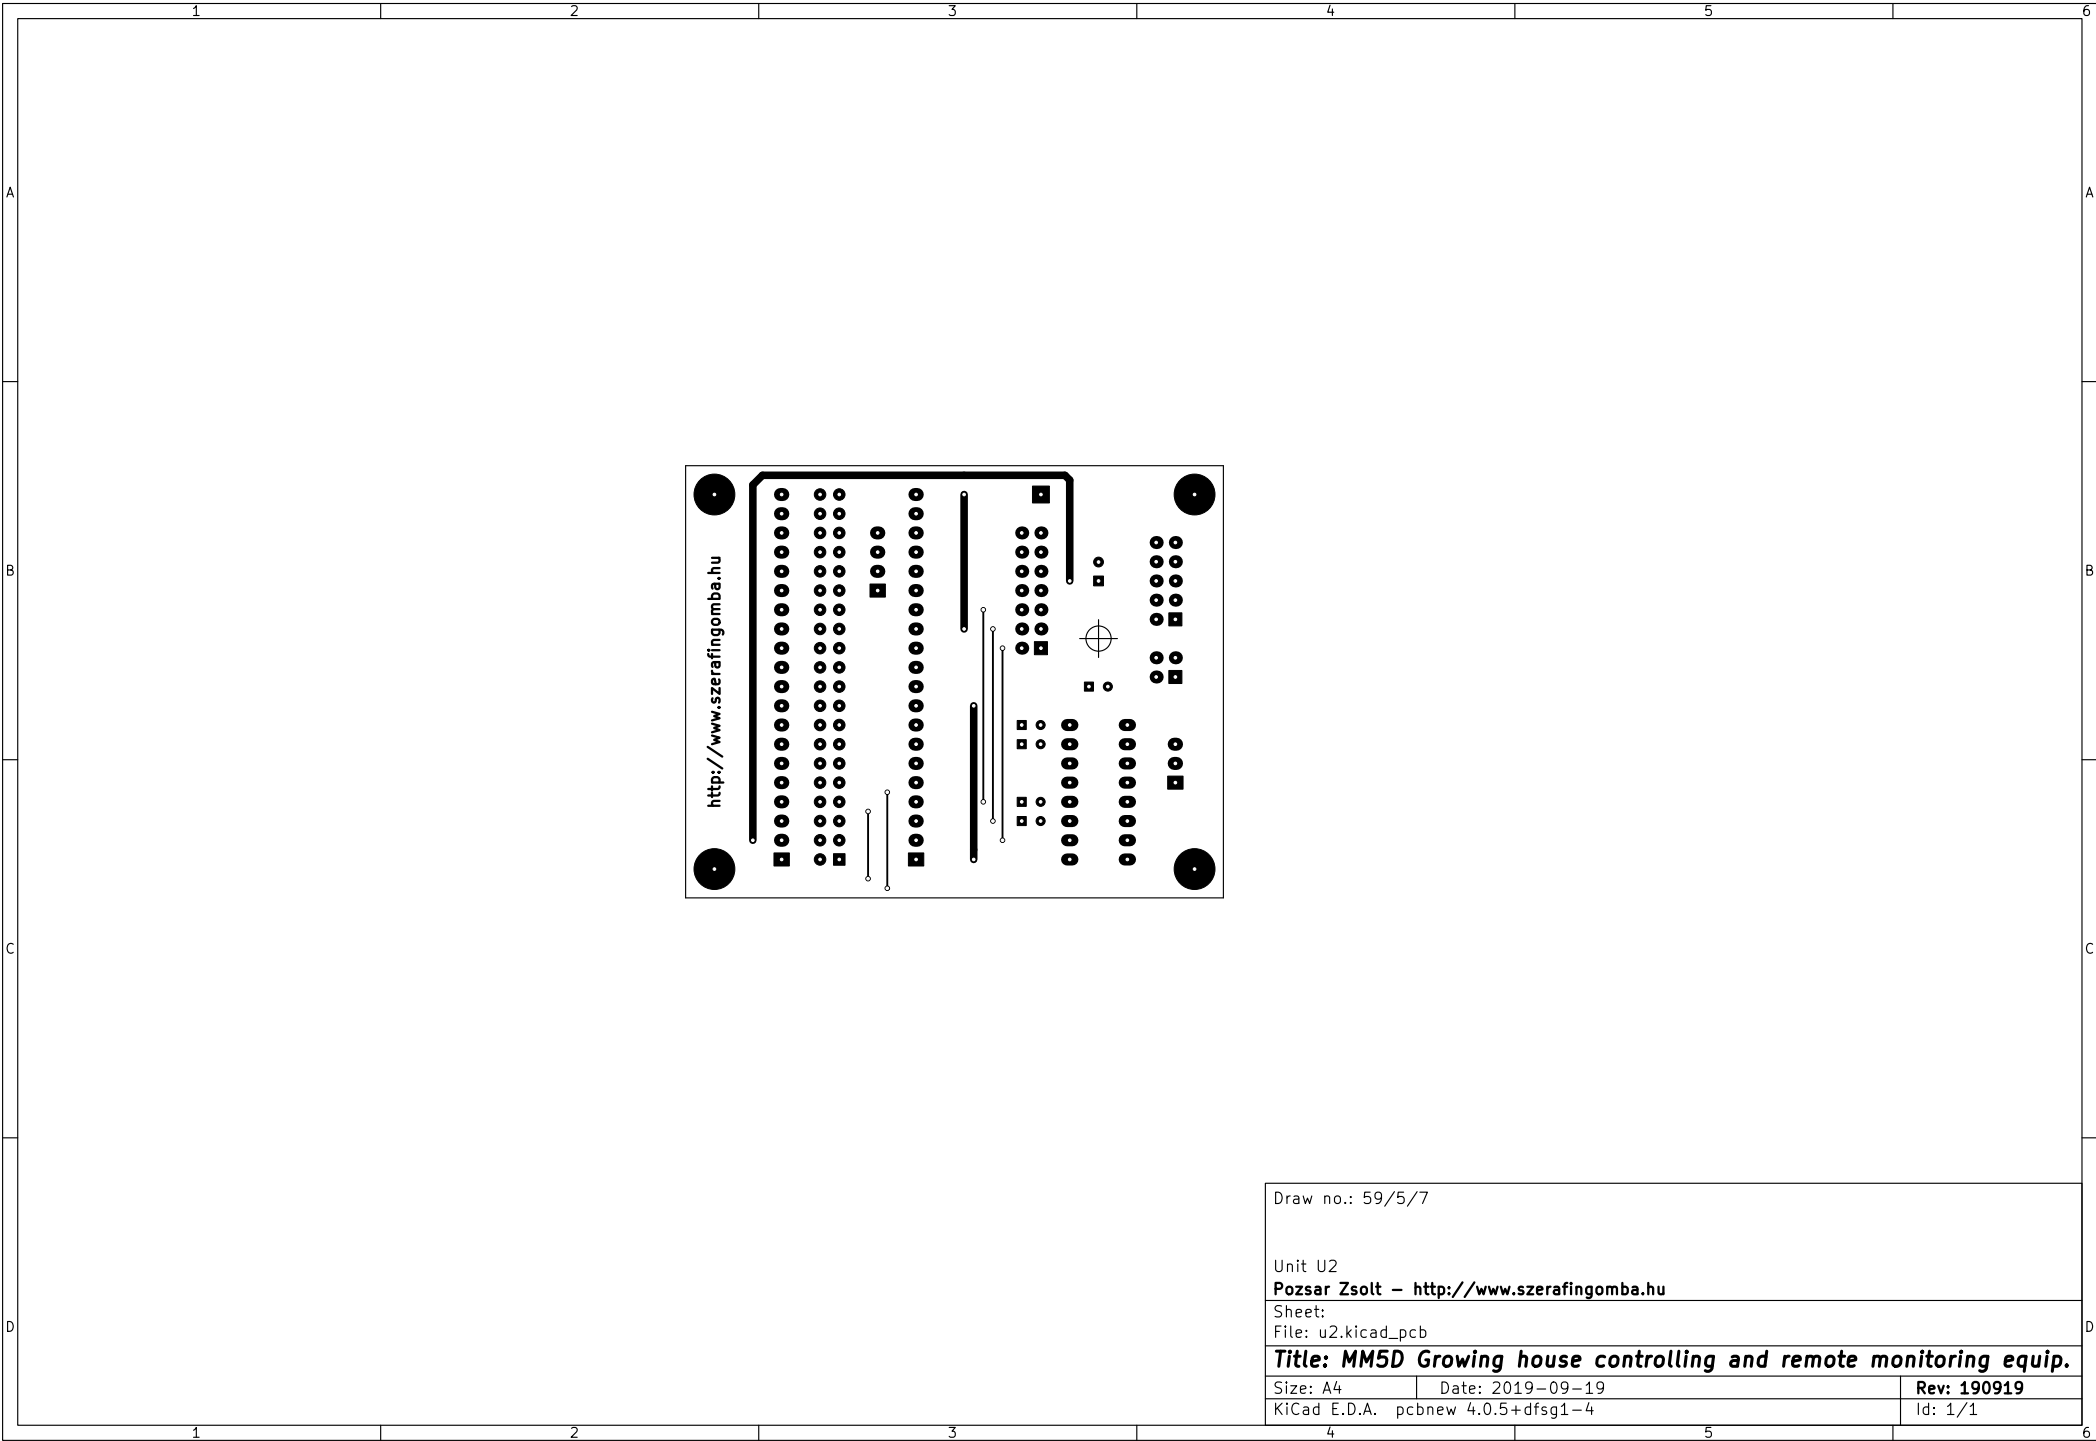 1 2 3 4 5 6
A A
B B
http://www.szerafingomba.hu
C C
Draw no.: 59/5/7
Unit U2
Pozsar Zsolt – http://www.szerafingomba.hu
Sheet:
File: u2.kicad_pcb
D D
Title: MM5D Growing house controlling and remote monitoring equip.
Size: A4 Date: 2019–09–19 Rev: 190919
KiCad E.D.A. pcbnew 4.0.5+dfsg1–4 Id: 1/1
1 2 3 4 5 6